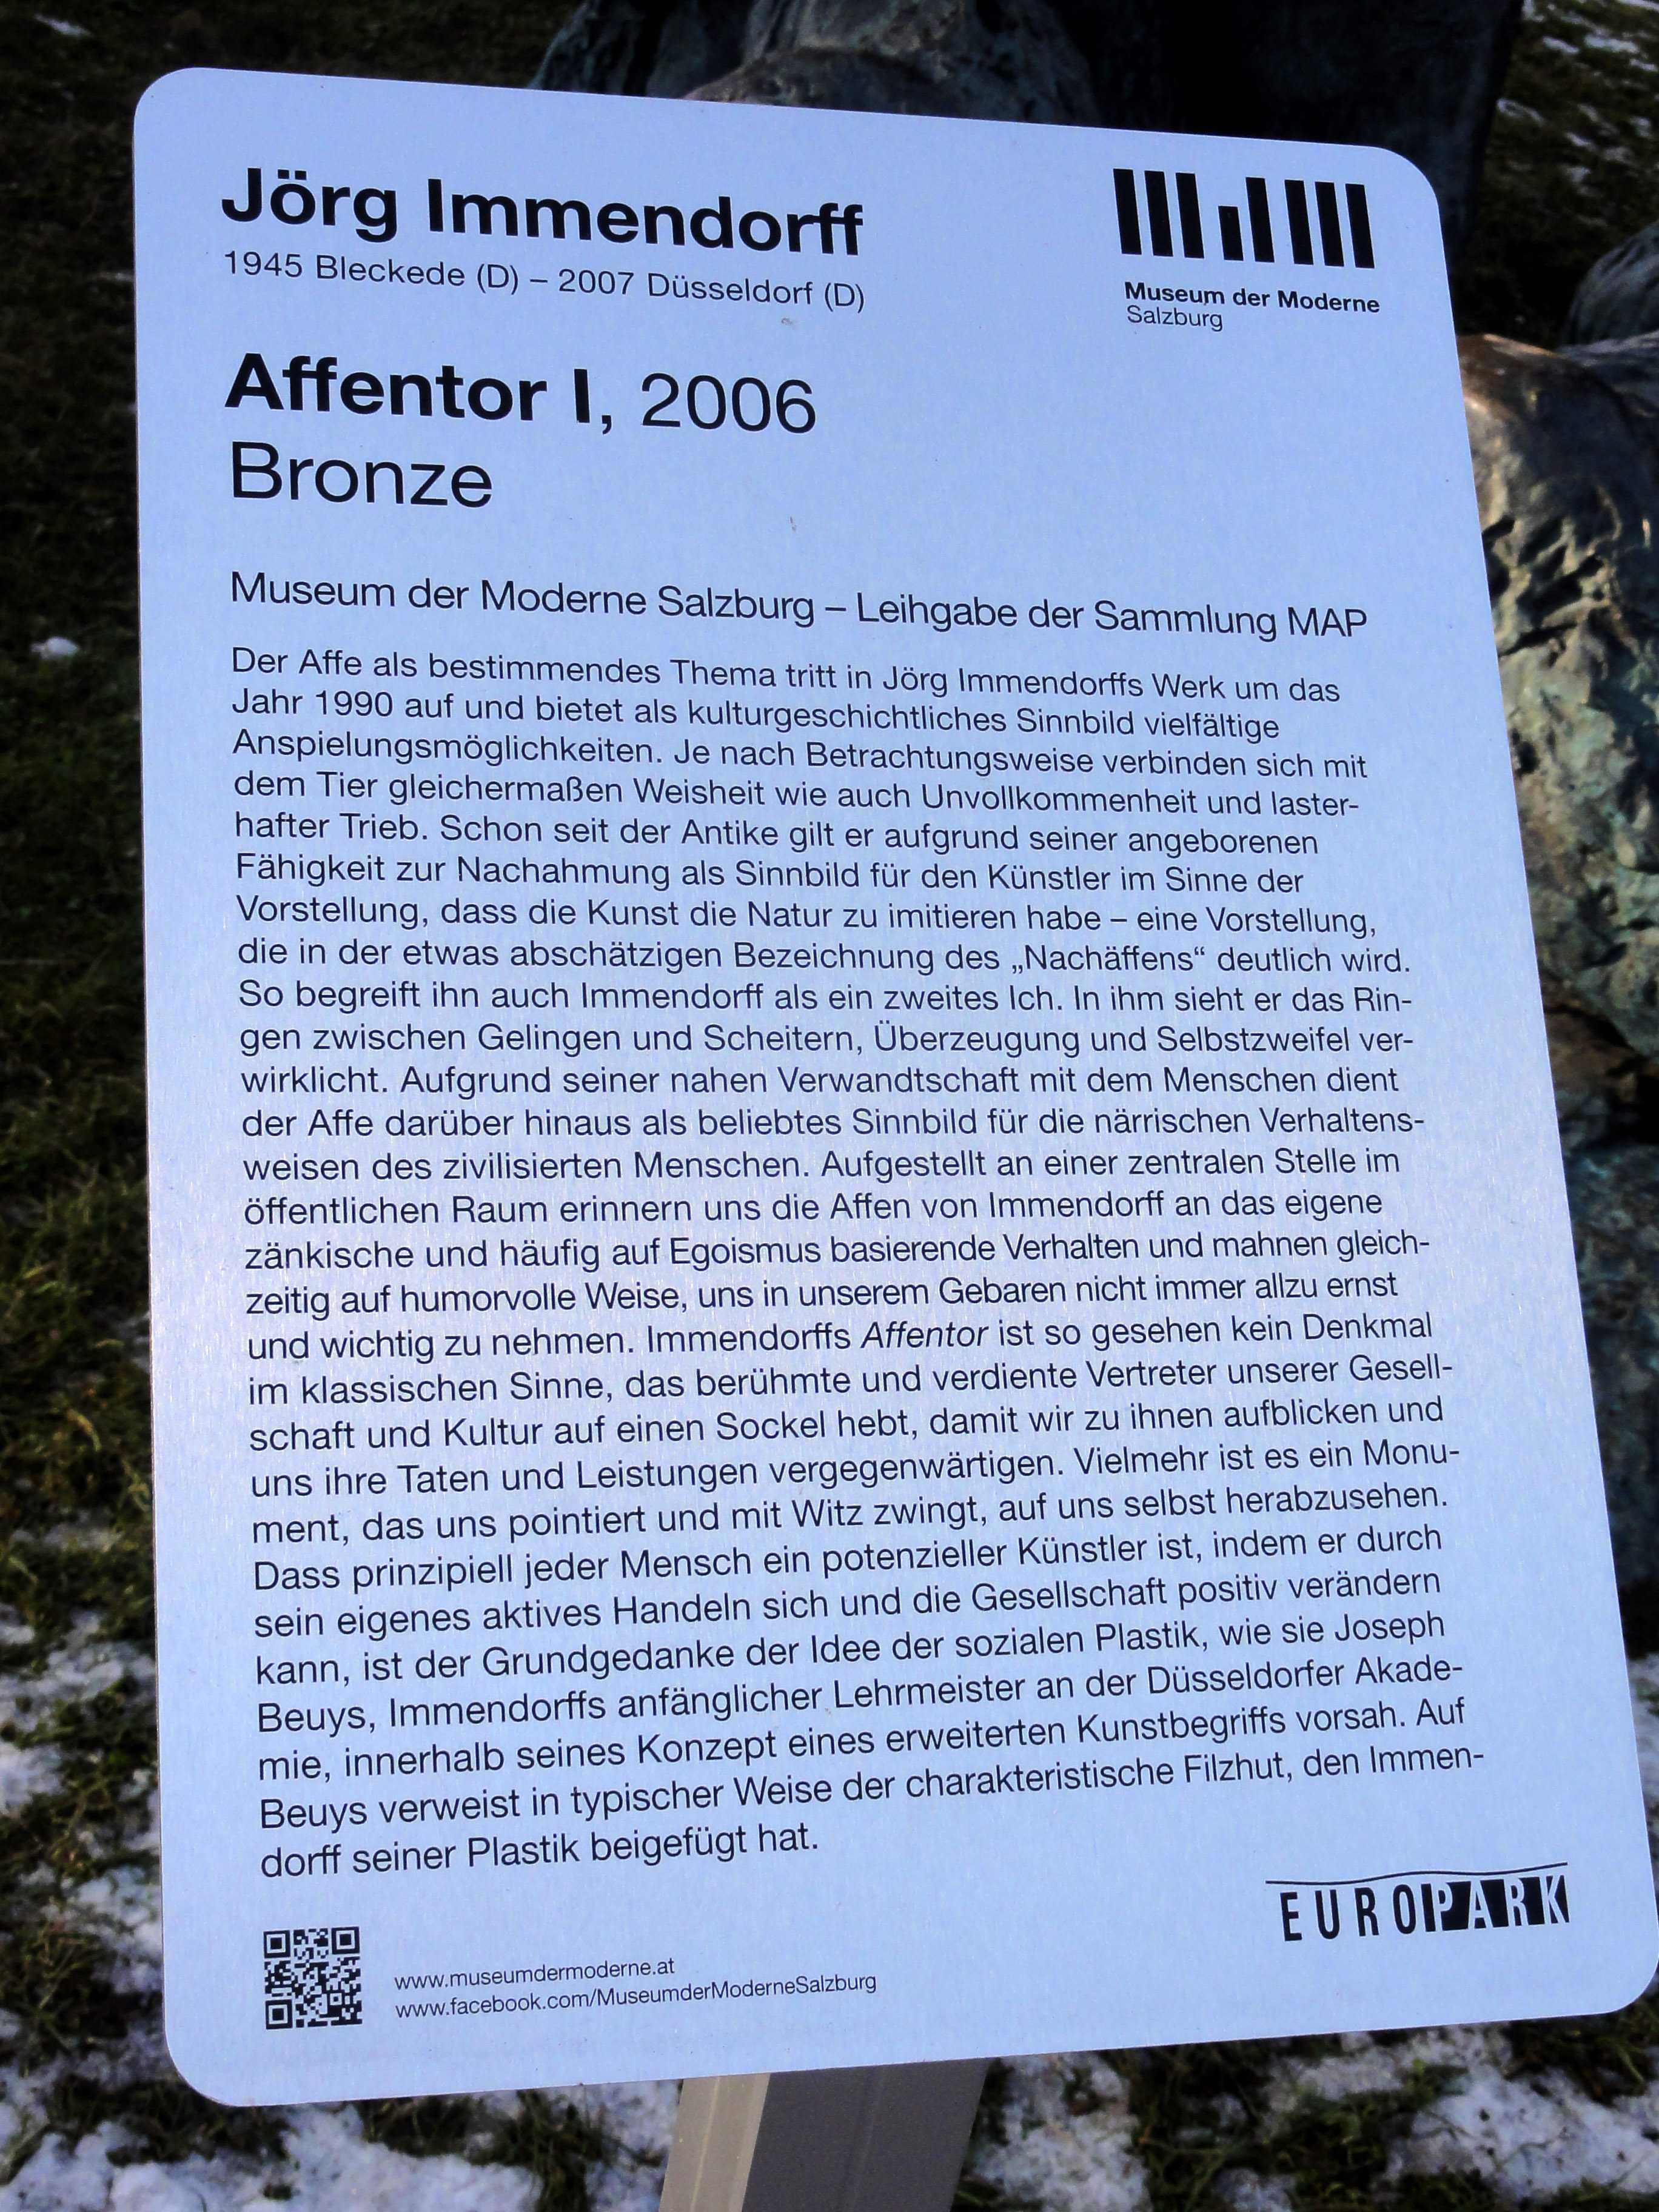 Jörg Immendorff
1945 Bleckede (D) – 2007 Düsseldorf (D)
Museum der Moderne
Salzburg
Affentor I, 2006
Bronze
Museum der Moderne Salzburg – Leihgabe der Sammlung MAP
Der Affe als bestimmendes Thema tritt in Jörg Immendorffs Werk um das
Jahr 1990 auf und bietet als kulturgeschichtliches Sinnbild vielfältige
Anspielungsmöglichkeiten. Je nach Betrachtungsweise verbinden sich mit
dem Tier gleichermaßen Weisheit wie auch Unvollkommenheit und laster-
hafter Trieb. Schon seit der Antike gilt er aufgrund seiner angeborenen
Fähigkeit zur Nachahmung als Sinnbild für den Künstler im Sinne der
Vorstellung, dass die Kunst die Natur zu imitieren habe – eine Vorstellung,
die in der etwas abschätzigen Bezeichnung des „Nachäffens“ deutlich wird.
So begreift ihn auch Immendorff als ein zweites Ich. In ihm sieht er das Rin-
gen zwischen Gelingen und Scheitern, Überzeugung und Selbstzweifel ver-
wirklicht. Aufgrund seiner nahen Verwandtschaft mit dem Menschen dient
der Affe darüber hinaus als beliebtes Sinnbild für die närrischen Verhaltens-
weisen des zivilisierten Menschen. Aufgestellt an einer zentralen Stelle im
öffentlichen Raum erinnern uns die Affen von Immendorff an das eigene
zänkische und häufig auf Egoismus basierende Verhalten und mahnen gleich-
zeitig auf humorvolle Weise, uns in unserem Gebaren nicht immer allzu ernst
und wichtig zu nehmen. Immendorffs Affentor ist so gesehen kein Denkmal
im klassischen Sinne, das berühmte und verdiente Vertreter unserer Gesell-
schaft und Kultur auf einen Sockel hebt, damit wir zu ihnen aufblicken und
uns ihre Taten und Leistungen vergegenwärtigen. Vielmehr ist es ein Monu-
ment, das uns pointiert und mit Witz zwingt, auf uns selbst herabzusehen.
Dass prinzipiell jeder Mensch ein potenzieller Künstler ist, indem er durch
sein eigenes aktives Handeln sich und die Gesellschaft positiv verändern
kann, ist der Grundgedanke der Idee der sozialen Plastik, wie sie Joseph
Beuys, Immendorffs anfänglicher Lehrmeister an der Düsseldorfer Akade-
mie, innerhalb seines Konzept eines erweiterten Kunstbegriffs vorsah. Auf
Beuys verweist in typischer Weise der charakteristische Filzhut, den Immen-
dorff seiner Plastik beigefügt hat.
EUROPARK
www.museumdermoderne.at
www.facebook.com/MuseumderModerneSalzburg